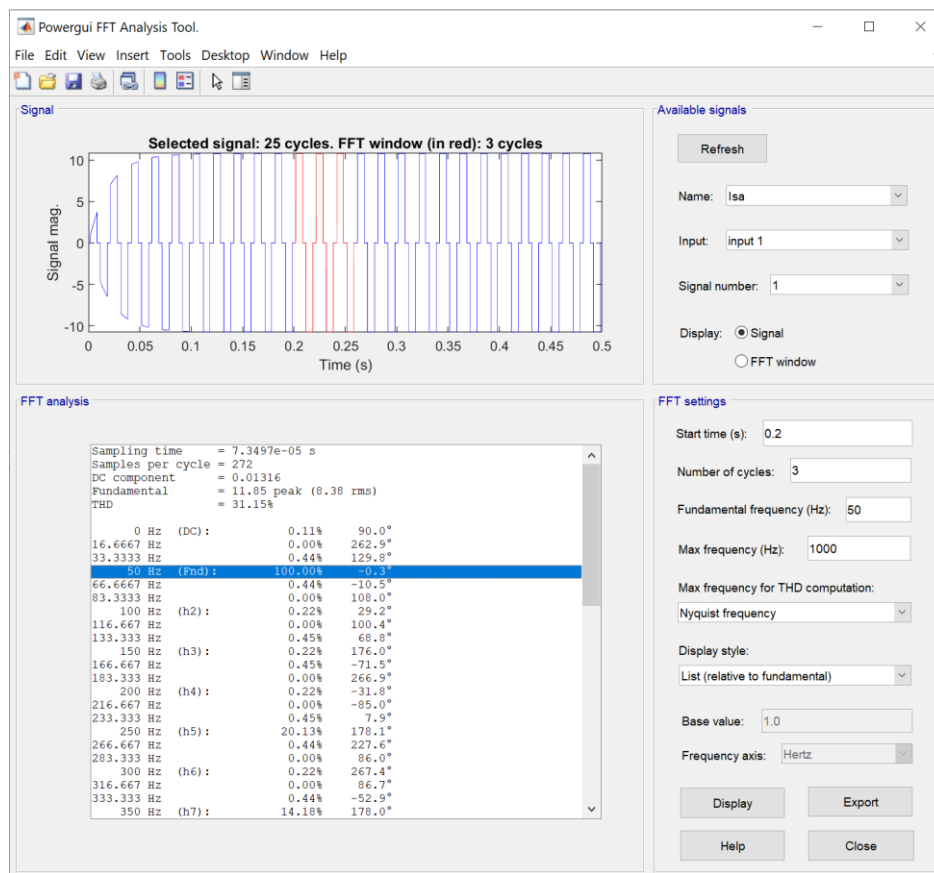 Powergui FFT Analysis Tool.
File Edit View Insert Tools Desktop Window Help
Signal
Selected signal: 25 cycles. FFT window (in red): 3 cycles
10
5
0
-5
-10
Signal mag.
0 0.05 0.1 0.15 0.2 0.25 0.3 0.35 0.4 0.45 0.5
Time (s)
Available signals
Refresh
Name: Isa
Input: input 1
Signal number: 1
Display: Signal
FFT window
FFT analysis
Sampling time = 7.3497e-05 s
Samples per cycle = 272
DC component = 0.01316
Fundamental = 11.85 peak (8.38 rms)
THD = 31.15%
0 Hz (DC): 0.11% 90.0°
16.6667 Hz 0.00% 262.9°
33.3333 Hz 0.44% 129.8°
50 Hz (Fnd): 100.00% -0.3°
66.6667 Hz 0.44% -10.5°
83.3333 Hz 0.00% 108.0°
100 Hz (h2): 0.22% 29.2°
116.667 Hz 0.00% 100.4°
133.333 Hz 0.45% 68.8°
150 Hz (h3): 0.22% 176.0°
166.667 Hz 0.45% -71.5°
183.333 Hz 0.00% 266.9°
200 Hz (h4): 0.22% -31.8°
216.667 Hz 0.00% -85.0°
233.333 Hz 0.45% 7.9°
250 Hz (h5): 20.13% 178.1°
266.667 Hz 0.44% 227.6°
283.333 Hz 0.00% 86.0°
300 Hz (h6): 0.22% 267.4°
316.667 Hz 0.00% 86.7°
333.333 Hz 0.44% -52.9°
350 Hz (h7): 14.18% 178.0°
FFT settings
Start time (s): 0.2
Number of cycles: 3
Fundamental frequency (Hz): 50
Max frequency (Hz): 1000
Max frequency for THD computation:
Nyquist frequency
Display style:
List (relative to fundamental)
Base value: 1.0
Frequency axis: Hertz
Display Export
Help Close